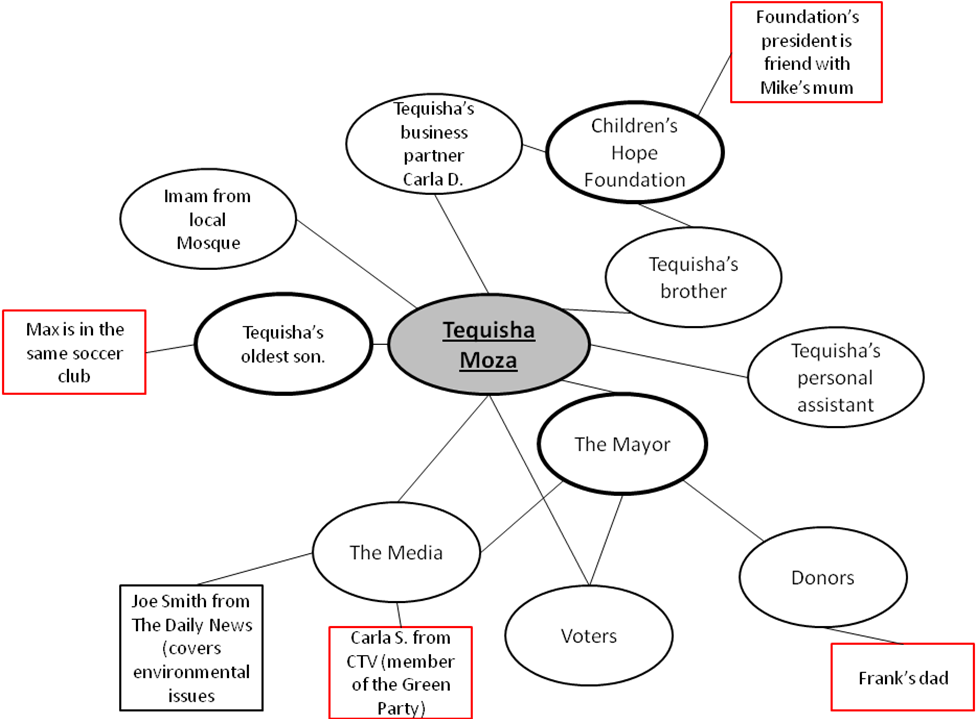 Foundation's
president is
friend with
Mike's mum
Tequisha's
business
partner
Carla D.
Children's
Hope
Foundation
Imam from
local
Mosque
Tequisha's
brother
Max is in the
same soccer
club
Tequisha's
oldest son.
Tequisha
Moza
Tequisha's
personal
assistant
The Mayor
The Media
Donors
Joe Smith from
The Daily News
(covers
environmental
issues
Carla S. from
CTV (member
of the Green
Party)
Voters
Frank's dad